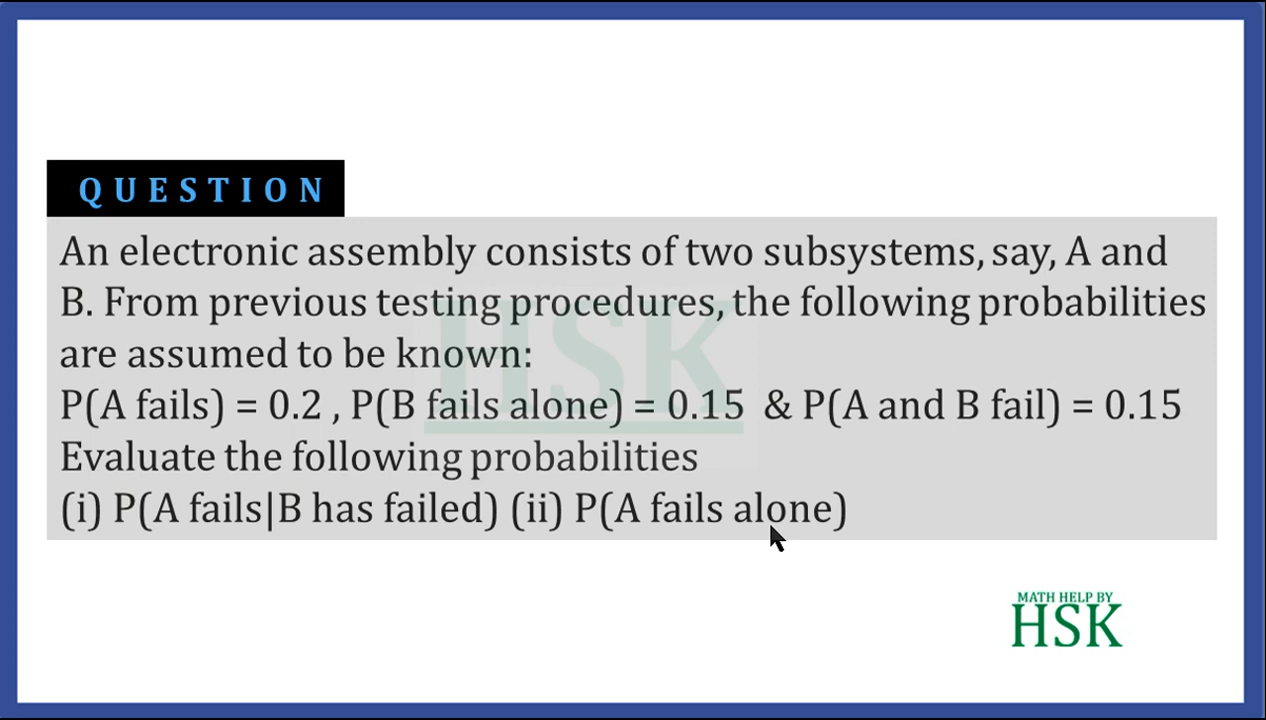 QUESTION
An electronic assembly consists of two subsystems, say, A and
B. From previous testing procedures, the following probabilities
are assumed to be known:
P(A fails) = 0.2 , P(B fails alone) = 0.15 & P(A and B fail) = 0.15
Evaluate the following probabilities
(i) P(A fails|B has failed) (ii) P(A fails alone)
HSK
MATH HELP BY
HSK